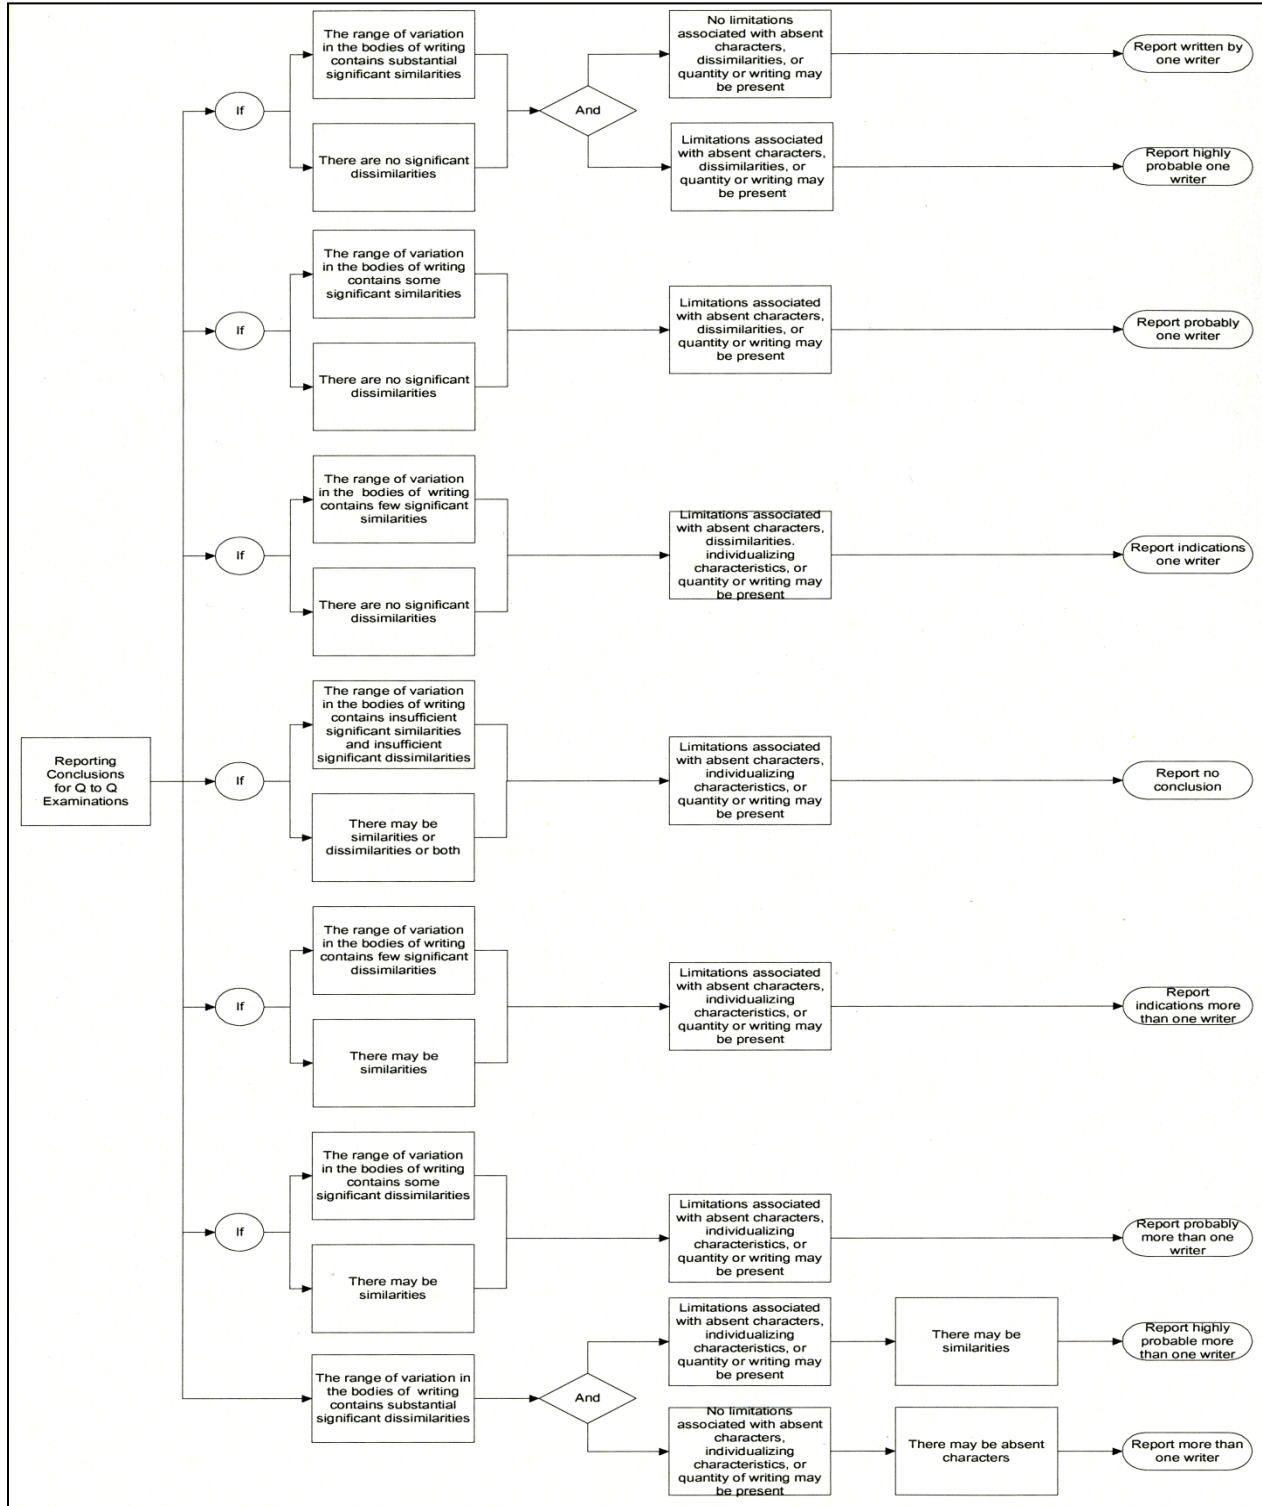 The range of variation
in the bodies of writing
contains substantial
significant similarities
If
There are no significant
dissimilarities
And
No limitations
associated with absent
characters,
dissimilarities, or
quantity or writing may
be present
Report written by
one writer
Limitations associated
with absent characters,
dissimilarities, or
quantity or writing may
be present
Report highly
probable one
writer
The range of variation
in the bodies of writing
contains some
significant similarities
If
There are no significant
dissimilarities
Limitations associated
with absent characters,
dissimilarities, or
quantity or writing may
be present
Report probably
one writer
The range of variation
in the bodies of writing
contains few significant
similarities
If
There are no significant
dissimilarities
Limitations associated
with absent characters,
dissimilarities.
individualizing
characteristics, or
quantity or writing may
be present
Report indications
one writer
Reporting
Conclusions
for Q to Q
Examinations
The range of variation
in the bodies of writing
contains insufficient
significant similarities
and insufficient
significant dissimilarities
If
There may be
similarities or
dissimilarities or both
Limitations associated
with absent characters,
individualizing
characteristics, or
quantity or writing may
be present
Report no
conclusion
The range of variation
in the bodies of writing
contains few significant
dissimilarities
If
There may be
similarities
Limitations associated
with absent characters,
individualizing
characteristics, or
quantity or writing may
be present
Report
indications more
than one writer
The range of variation
in the bodies of writing
contains some
significant dissimilarities
If
There may be
similarities
Limitations associated
with absent characters,
individualizing
characteristics, or
quantity or writing may
be present
Report probably
more than one
writer
The range of variation in
the bodies of writing
contains substantial
significant dissimilarities
And
Limitations associated
with absent characters,
individualizing
characteristics, or
quantity or writing may
be present
There may be
similarities
Report highly
probable more
than one writer
No limitations
associated with absent
characters,
individualizing
characteristics, or
quantity of writing may
be present
There may be absent
characters
Report more than
one writer